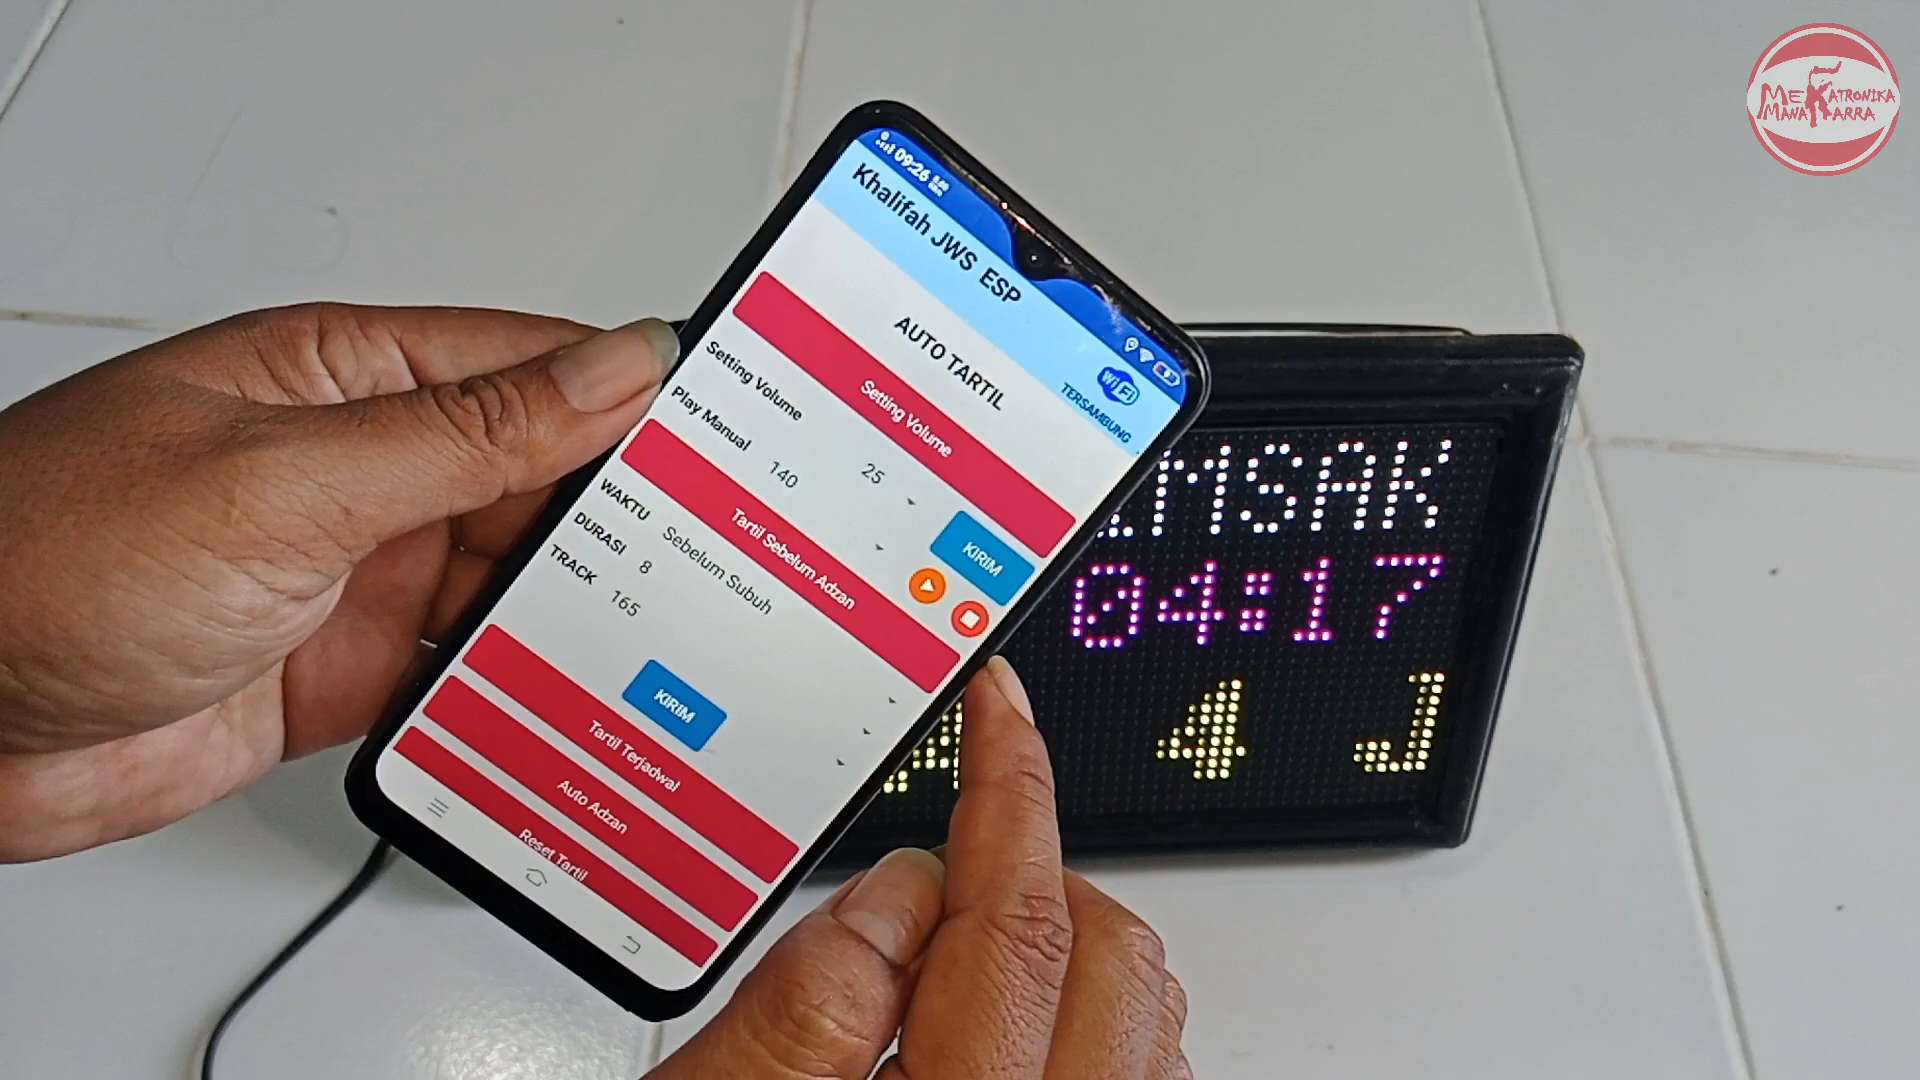 MEKATRONIKA
MANAKARRA
09:26
Khalifah JWS ESP
WiFi
TERSAMBUNG
AUTO TARTIL
Setting Volume
Setting Volume 25
Play Manual 140
KIRIM
Tartil Sebelum Adzan
WAKTU Sebelum Subuh
DURASI 8
TRACK 165
KIRIM
Tartil Terjadwal
Auto Adzan
Reset Tartil
IMSAK
04:17
A 4 J